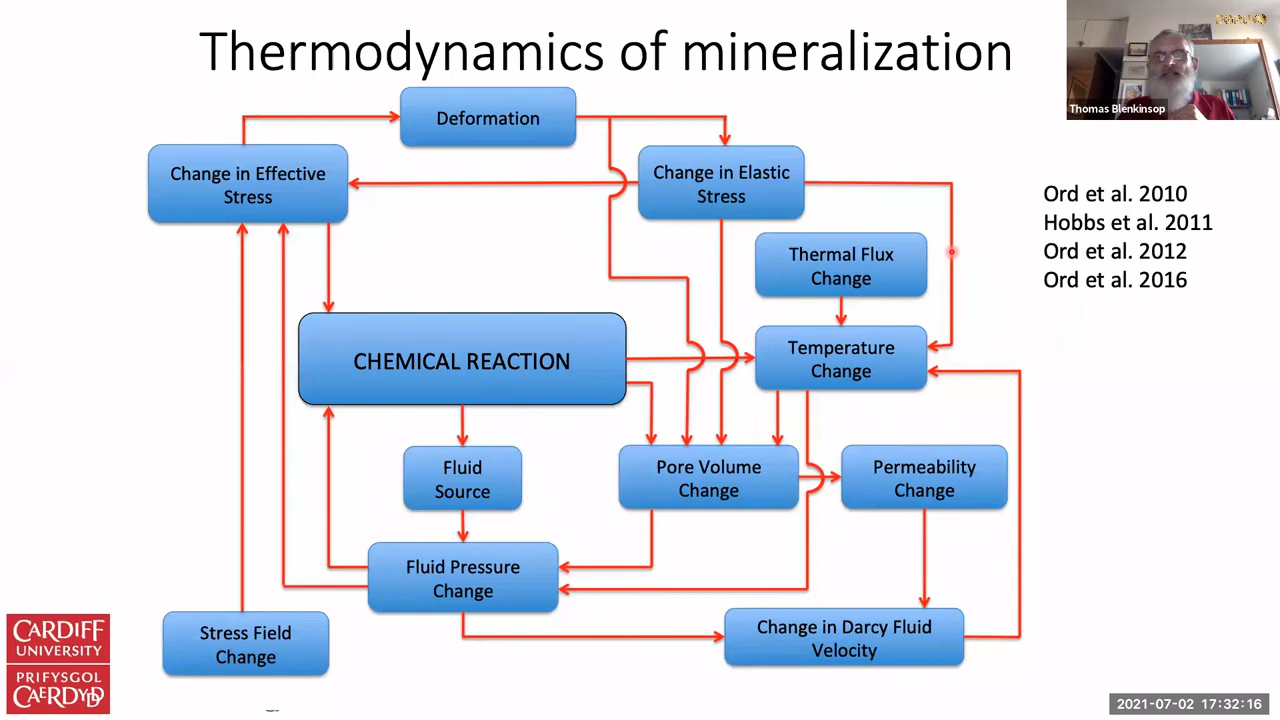 Thermodynamics of mineralization
Thomas Blenkinsop
Deformation
Change in Effective
Stress
Change in Elastic
Stress
Ord et al. 2010
Hobbs et al. 2011
Ord et al. 2012
Ord et al. 2016
Thermal Flux
Change
CHEMICAL REACTION
Temperature
Change
Fluid
Source
Pore Volume
Change
Permeability
Change
Fluid Pressure
Change
Stress Field
Change
Change in Darcy Fluid
Velocity
CARDIFF
UNIVERSITY
PRIFYSGOL
CAERDYDD
2021-07-02 17:32:16